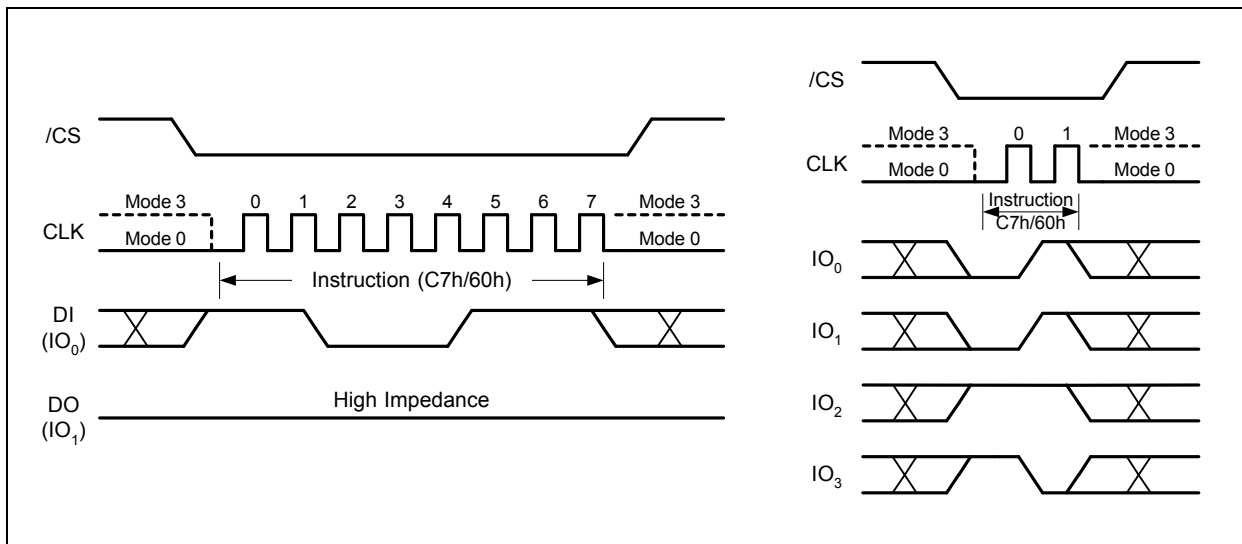 /CS
Mode 3 0 1 2 3 4 5 6 7 Mode 3
CLK Mode 0 Mode 0
Instruction (C7h/60h)
DI
(IO0)
High Impedance
DO
(IO1)
/CS
Mode 3 0 1 Mode 3
CLK Mode 0 Mode 0
Instruction
C7h/60h
IO0
IO1
IO2
IO3